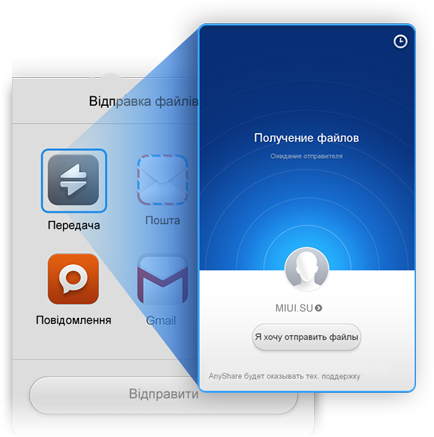 Відправка файлів
Передача
Пошта
Повідомлення
Gmail
Відправити
Получение файлов
Ожидание отправителя
MIUI.SU
Я хочу отправить файлы
AnyShare будет оказывать тех. поддержку